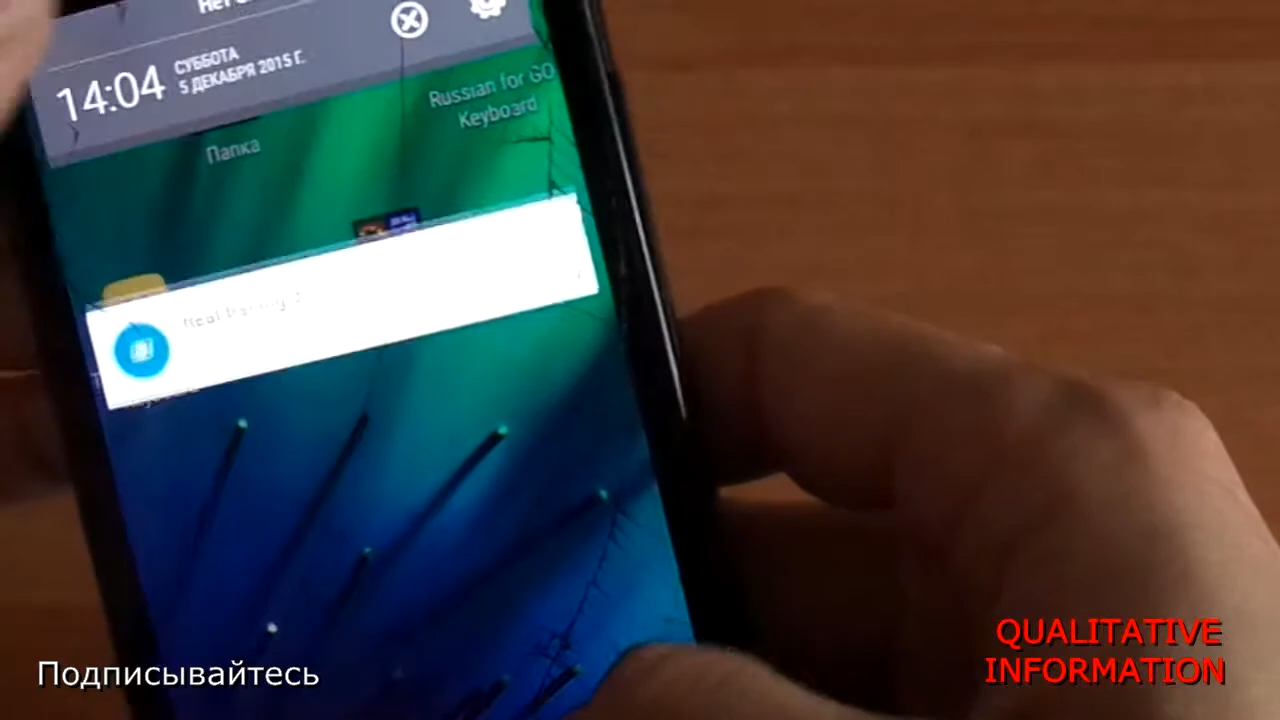 14:04
СУББОТА
5 ДЕКАБРЯ 2015 Г.
Russian for GO
Keyboard
Папка
Подписывайтесь
QUALITATIVE
INFORMATION